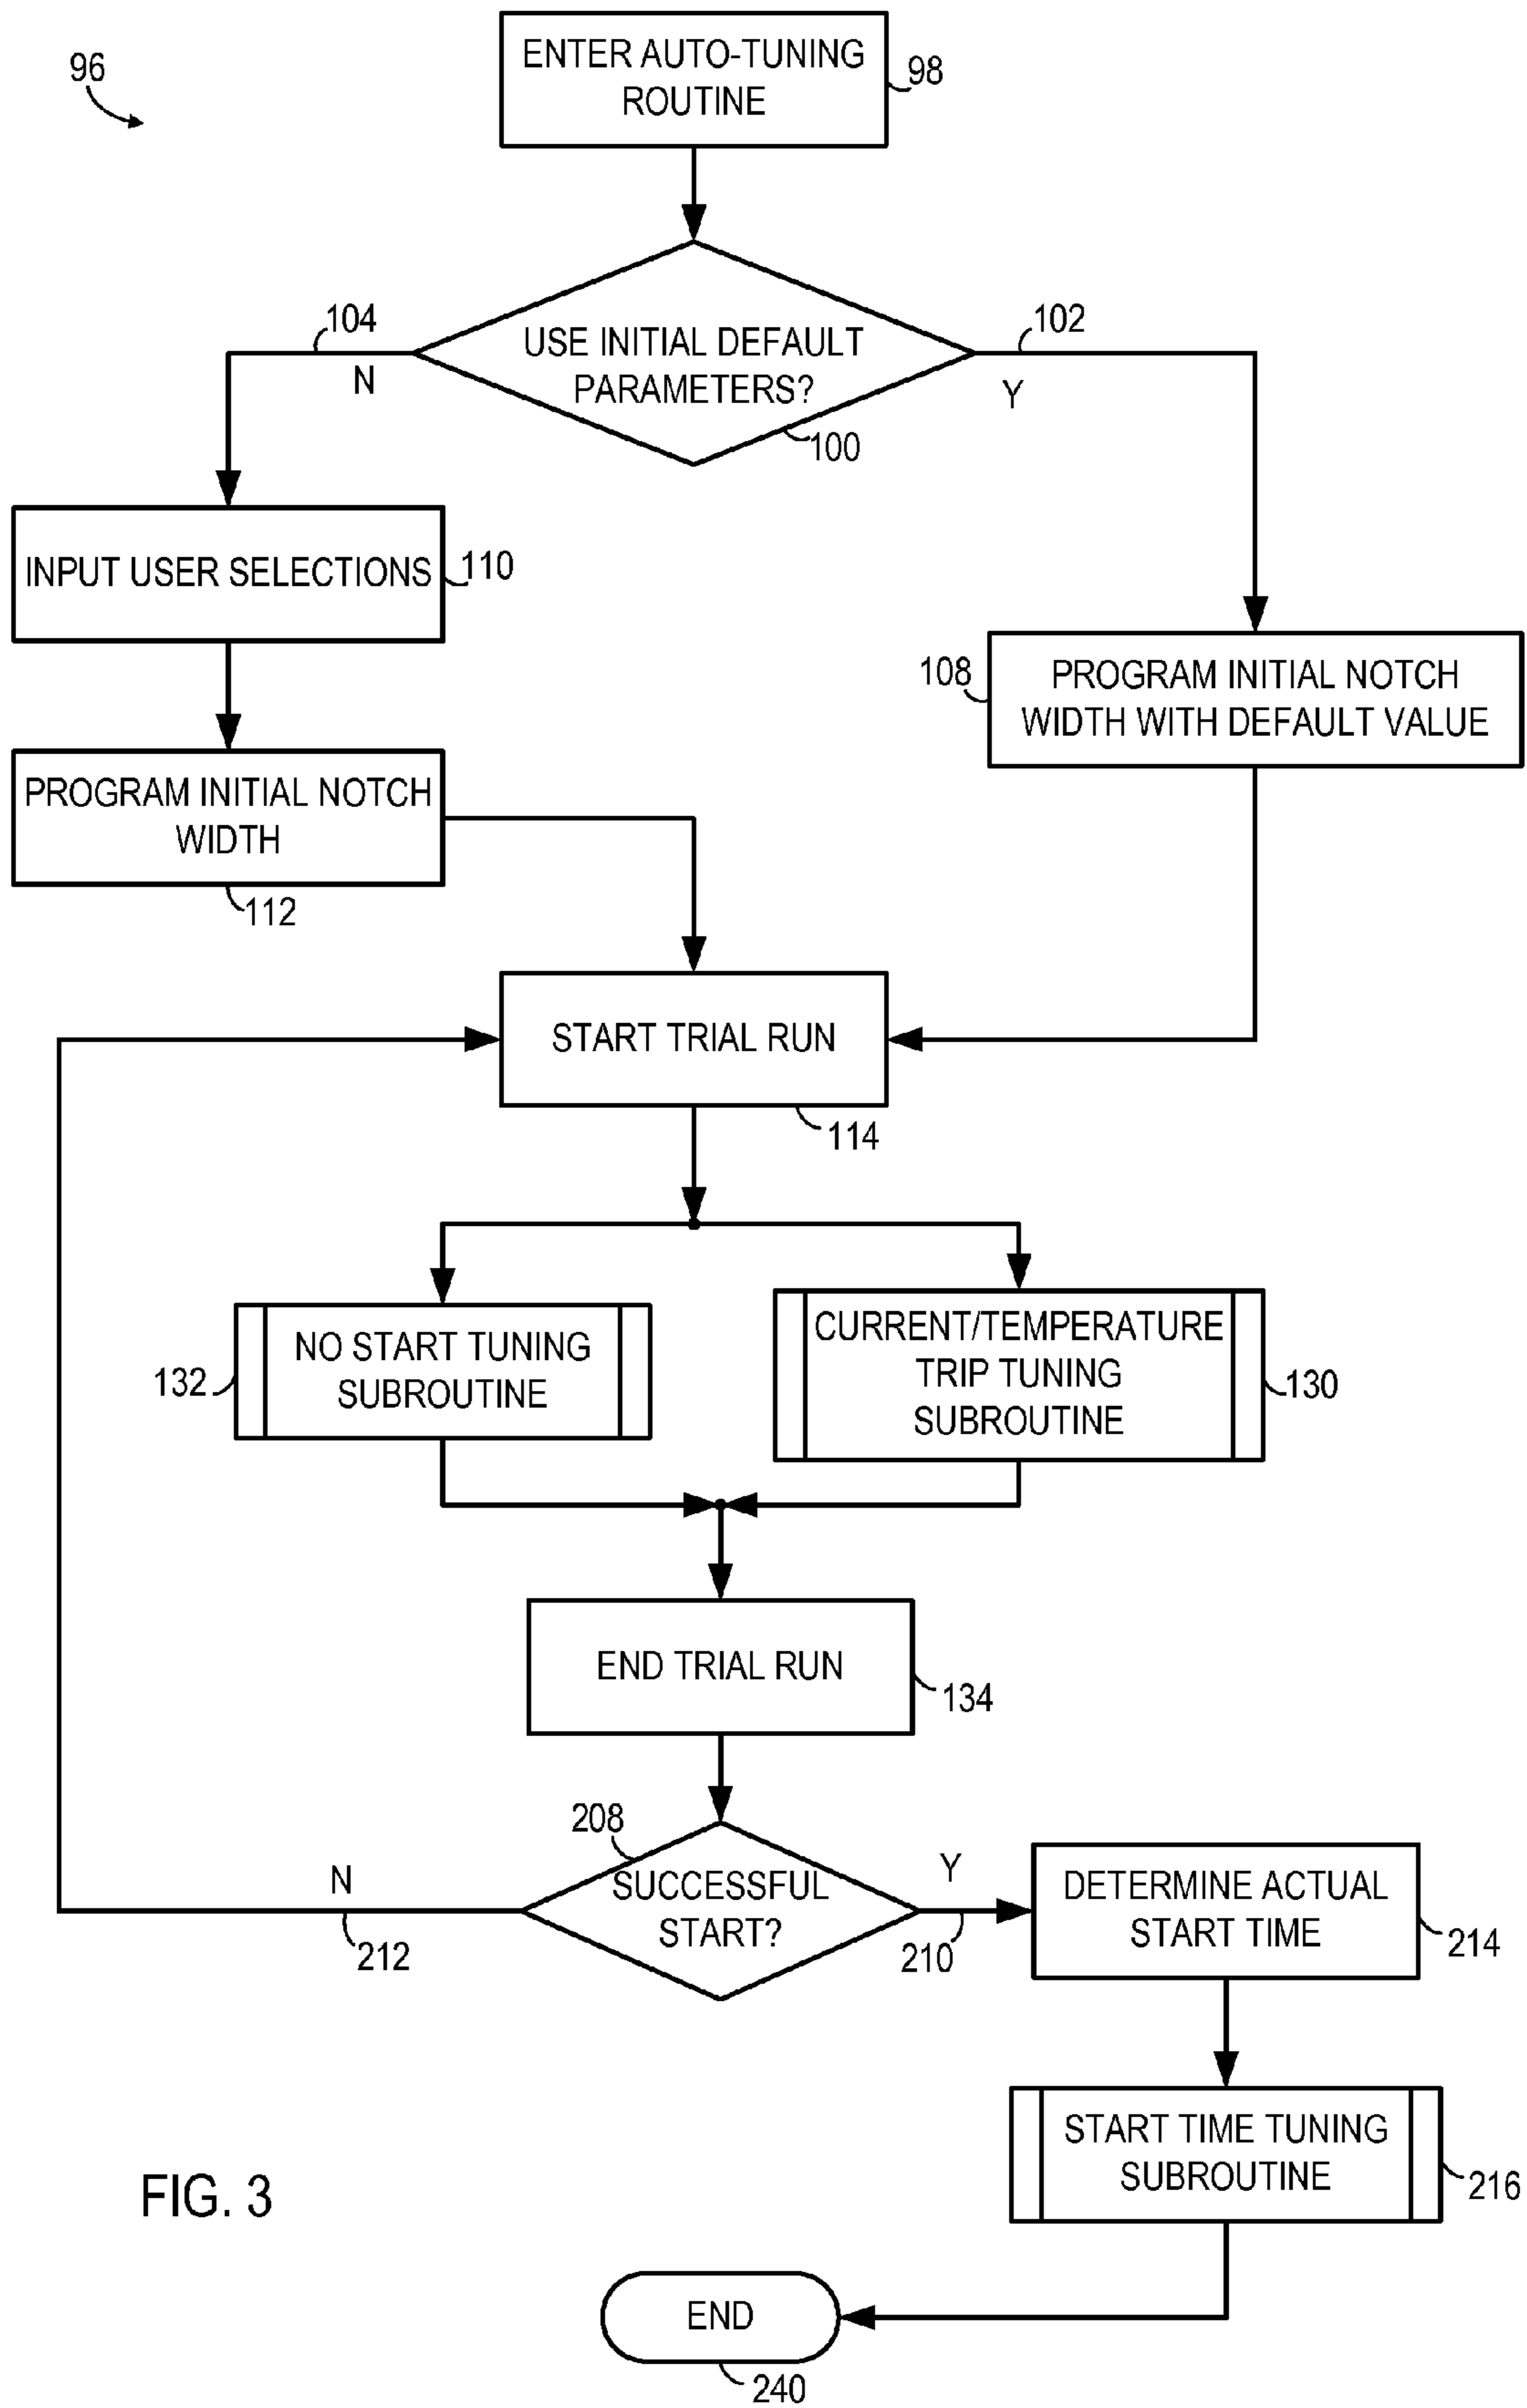 96
ENTER AUTO-TUNING
ROUTINE
98
104
102
USE INITIAL DEFAULT
PARAMETERS?
N
Y
100
INPUT USER SELECTIONS
110
108
PROGRAM INITIAL NOTCH
WIDTH WITH DEFAULT VALUE
PROGRAM INITIAL NOTCH
WIDTH
112
START TRIAL RUN
114
NO START TUNING
SUBROUTINE
132
CURRENT/TEMPERATURE
TRIP TUNING
SUBROUTINE
130
END TRIAL RUN
134
208
SUCCESSFUL
START?
N
Y
212
210
DETERMINE ACTUAL
START TIME
214
START TIME TUNING
SUBROUTINE
216
FIG. 3
END
240